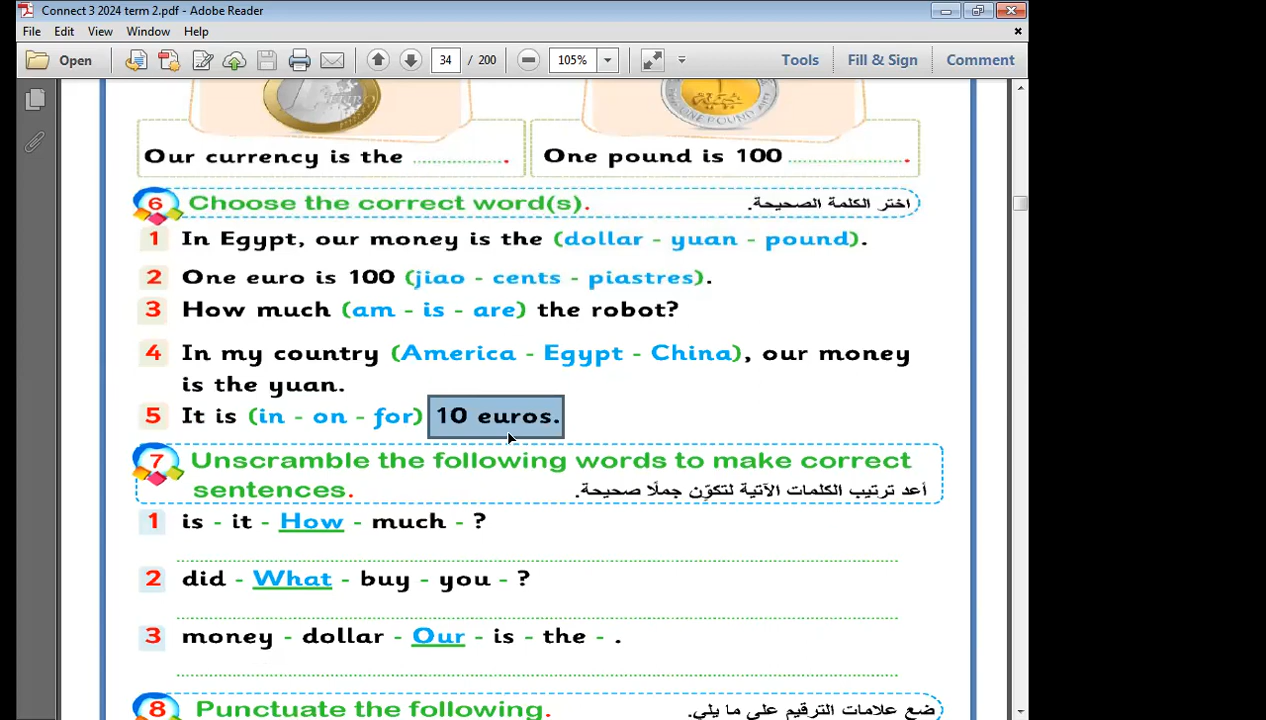 Connect 3 2024 term 2.pdf - Adobe Reader
File Edit View Window Help
Open 34 / 200 105% Tools Fill & Sign Comment
1 EURO ONE POUND
Our currency is the .................... .
One pound is 100 .................... .
6 Choose the correct word(s). اختر الكلمة الصحيحة.
1 In Egypt, our money is the (dollar - yuan - pound).
2 One euro is 100 (jiao - cents - piastres).
3 How much (am - is - are) the robot?
4 In my country (America - Egypt - China), our money
is the yuan.
5 It is (in - on - for) 10 euros.
7 Unscramble the following words to make correct
sentences. أعد ترتيب الكلمات الآتية لتكوّن جملًا صحيحة.
1 is - it - How - much - ?
2 did - What - buy - you - ?
3 money - dollar - Our - is - the - .
8 Punctuate the following. ضع علامات الترقيم على ما يلي.